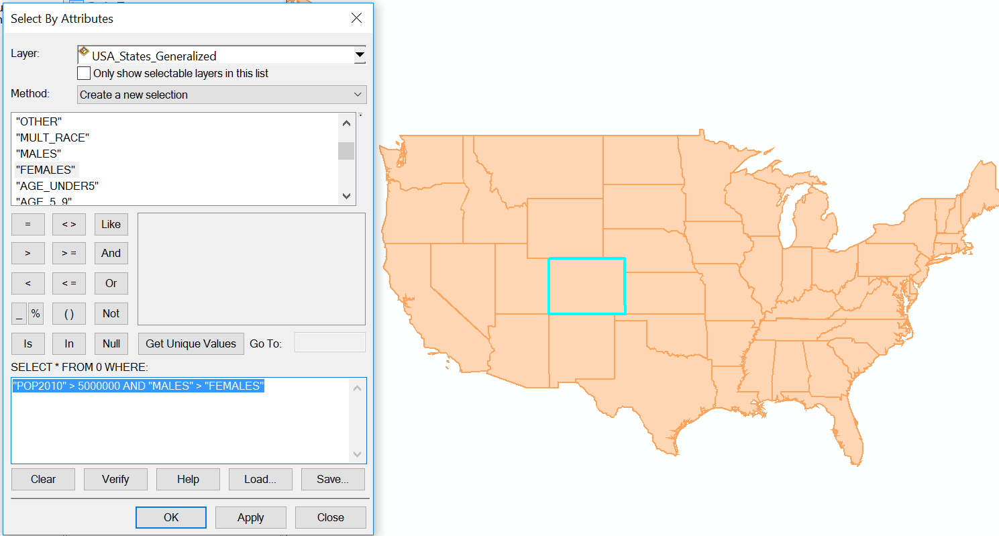 Select By Attributes
Layer:
USA_States_Generalized
Only show selectable layers in this list
Method:
Create a new selection
"OTHER"
"MULT_RACE"
"MALES"
"FEMALES"
"AGE_UNDER5"
"AGE_5_9"
= < > Like
> > = And
< < = Or
_ % ( ) Not
Is In Null Get Unique Values Go To:
SELECT * FROM 0 WHERE:
"POP2010" > 5000000 AND "MALES" > "FEMALES"
Clear Verify Help Load... Save...
OK Apply Close